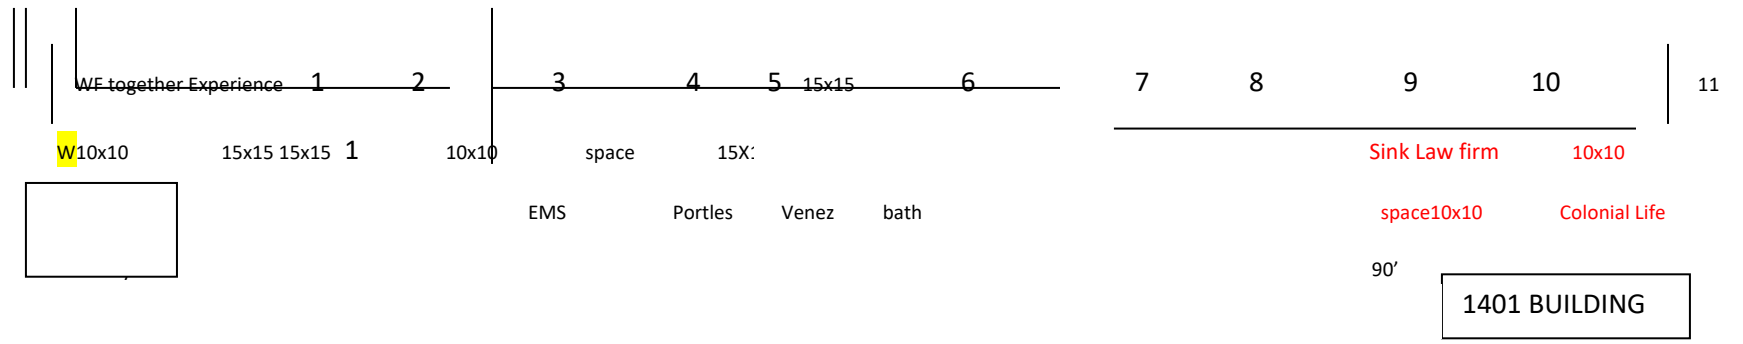 WF together Experience 1 2 3 4 5 15x15 6 7 8 9 10 11
W10x10 15x15 15x15 1 10x10 space 15X Sink Law firm 10x10
EMS Portles Venez bath space10x10 Colonial Life
90’
1401 BUILDING